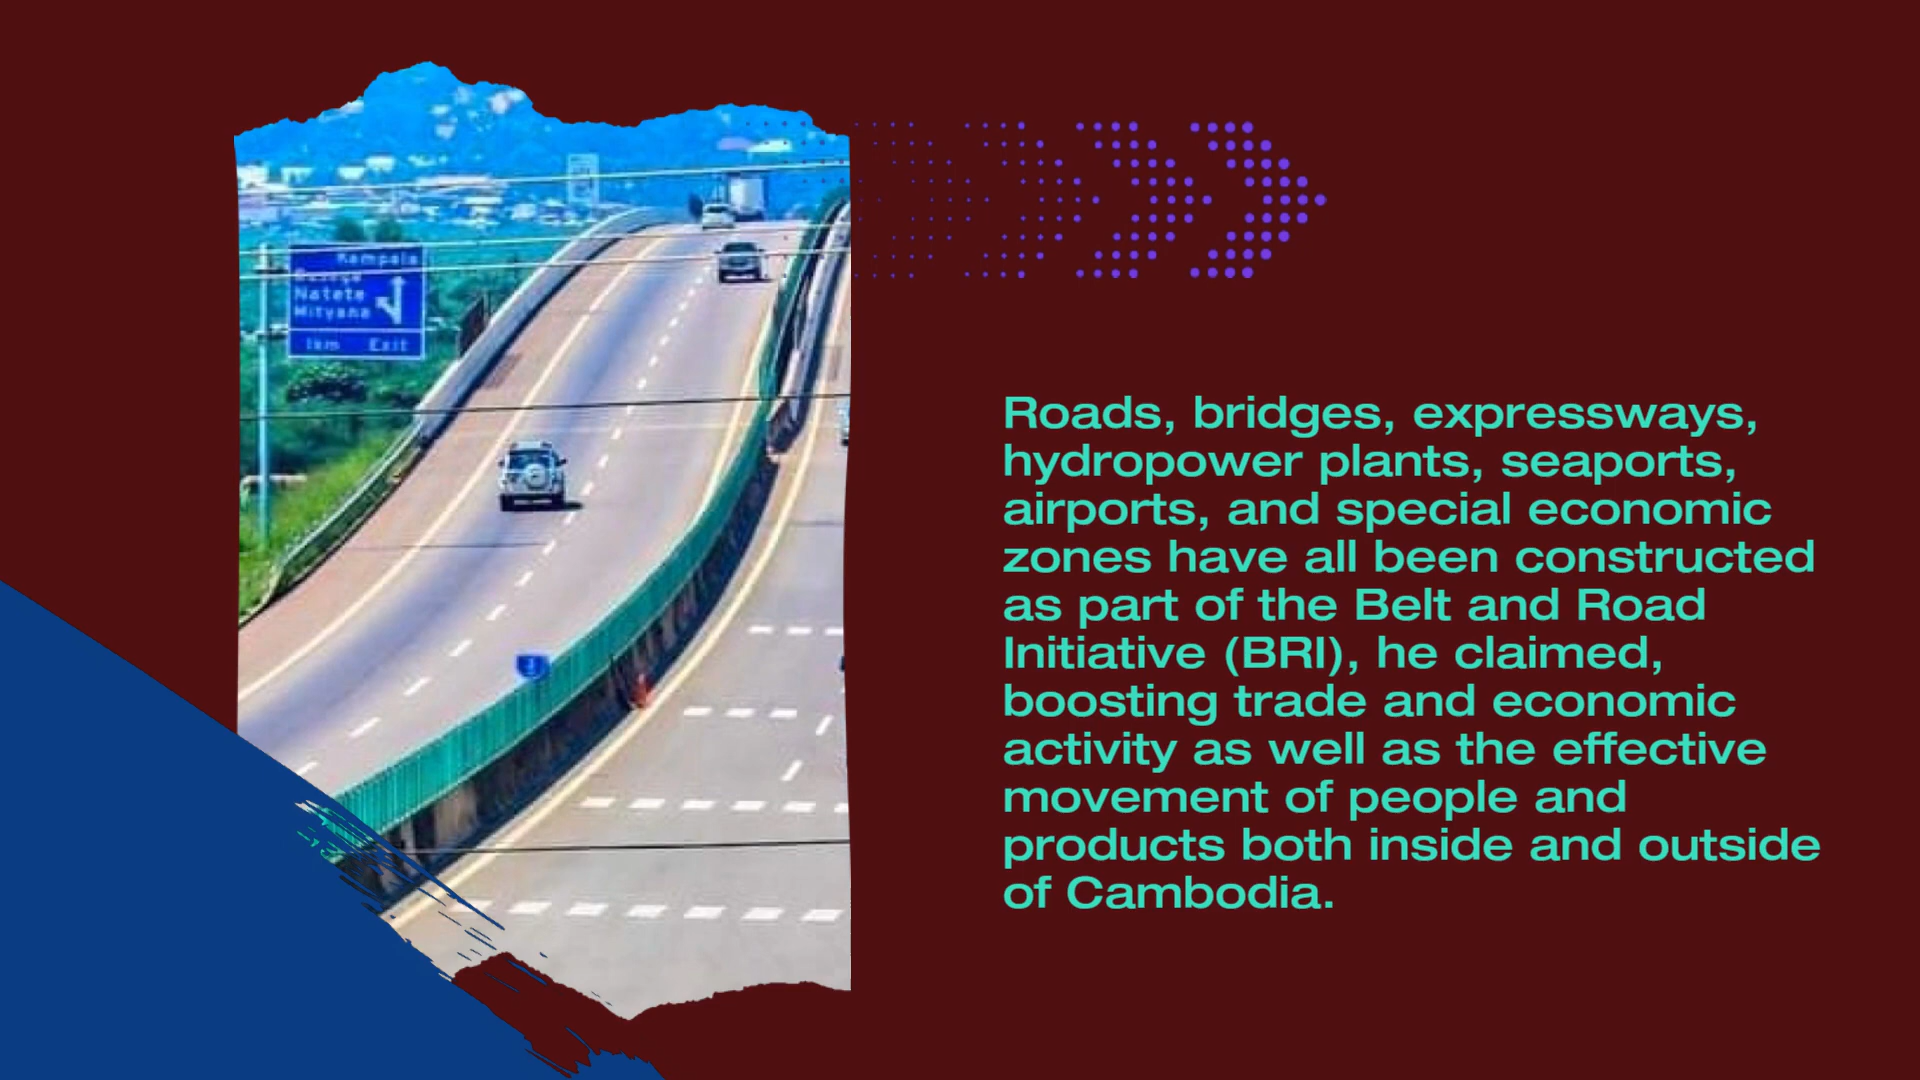 Kampala
Natete
Mityana
1km Exit
Roads, bridges, expressways,
hydropower plants, seaports,
airports, and special economic
zones have all been constructed
as part of the Belt and Road
Initiative (BRI), he claimed,
boosting trade and economic
activity as well as the effective
movement of people and
products both inside and outside
of Cambodia.